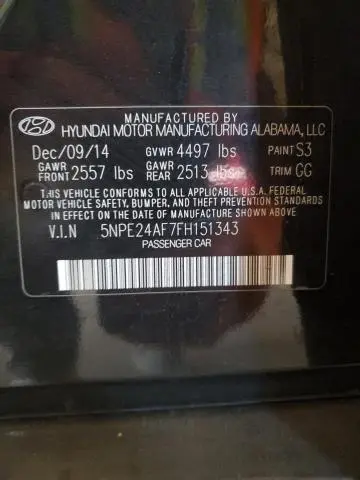 MANUFACTURED BY
HYUNDAI MOTOR MANUFACTURING ALABAMA, LLC
Dec/09/14 GVWR 4497 lbs PAINT S3
GAWR FRONT 2557 lbs GAWR REAR 2513 lbs TRIM GG
THIS VEHICLE CONFORMS TO ALL APPLICABLE U.S.A. FEDERAL
MOTOR VEHICLE SAFETY, BUMPER, AND THEFT PREVENTION STANDARDS
IN EFFECT ON THE DATE OF MANUFACTURE SHOWN ABOVE.
V.I.N 5NPE24AF7FH151343
PASSENGER CAR